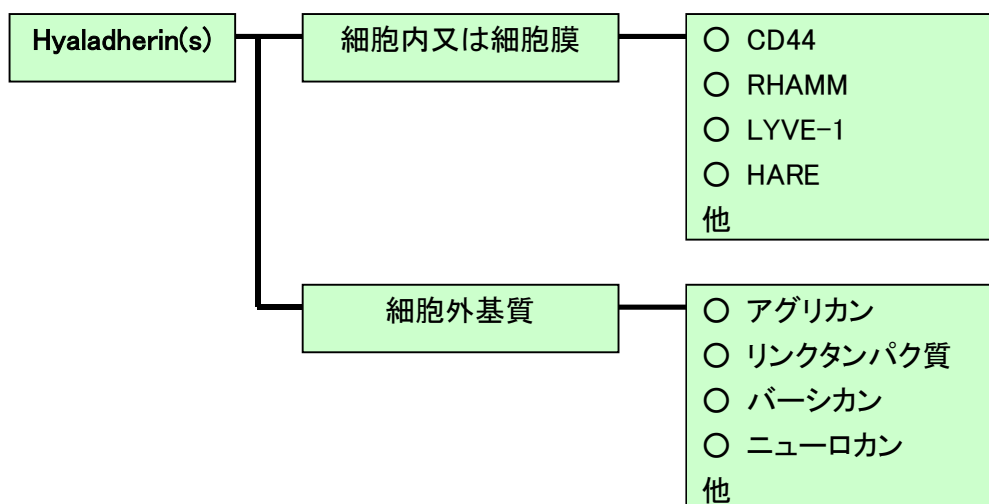 Hyaladherin(s)
細胞内又は細胞膜
○ CD44
○ RHAMM
○ LYVE-1
○ HARE
他
細胞外基質
○ アグリカン
○ リンクタンパク質
○ バーシカン
○ ニューロカン
他